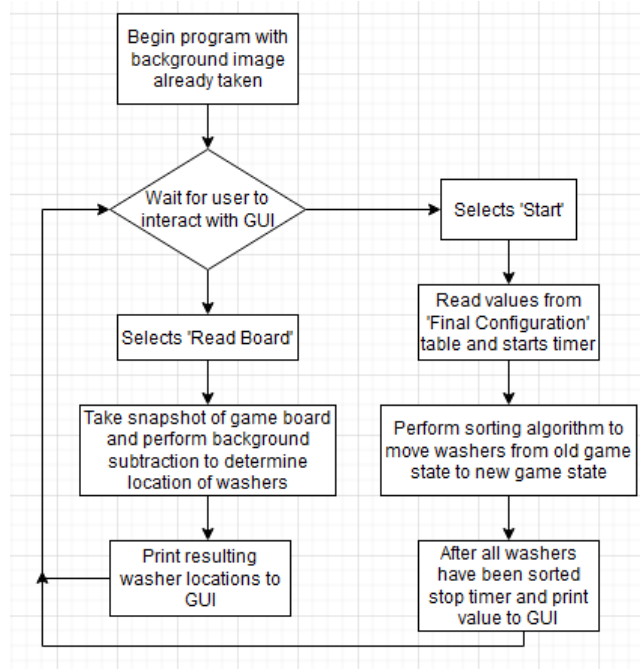 Begin program with
background image
already taken
Wait for user to
interact with GUI
Selects 'Start'
Selects 'Read Board'
Read values from
'Final Configuration'
table and starts timer
Take snapshot of game board
and perform background
subtraction to determine
location of washers
Perform sorting algorithm to
move washers from old game
state to new game state
Print resulting
washer locations to
GUI
After all washers
have been sorted
stop timer and print
value to GUI